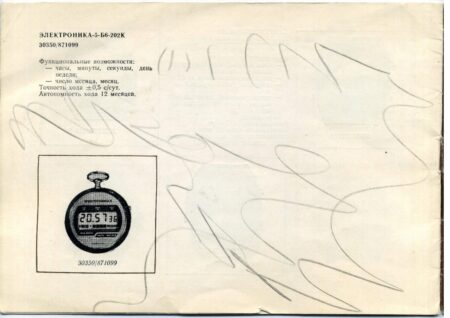 ЭЛЕКТРОНИКА-5-Б6-202К
30350/871099
Функциональные возможности:
— часы, минуты, секунды, день
недели;
— число месяца, месяц.
Точность хода ±0,5 с/сут.
Автономность хода 12 месяцев.
20.57 36
30350/871099